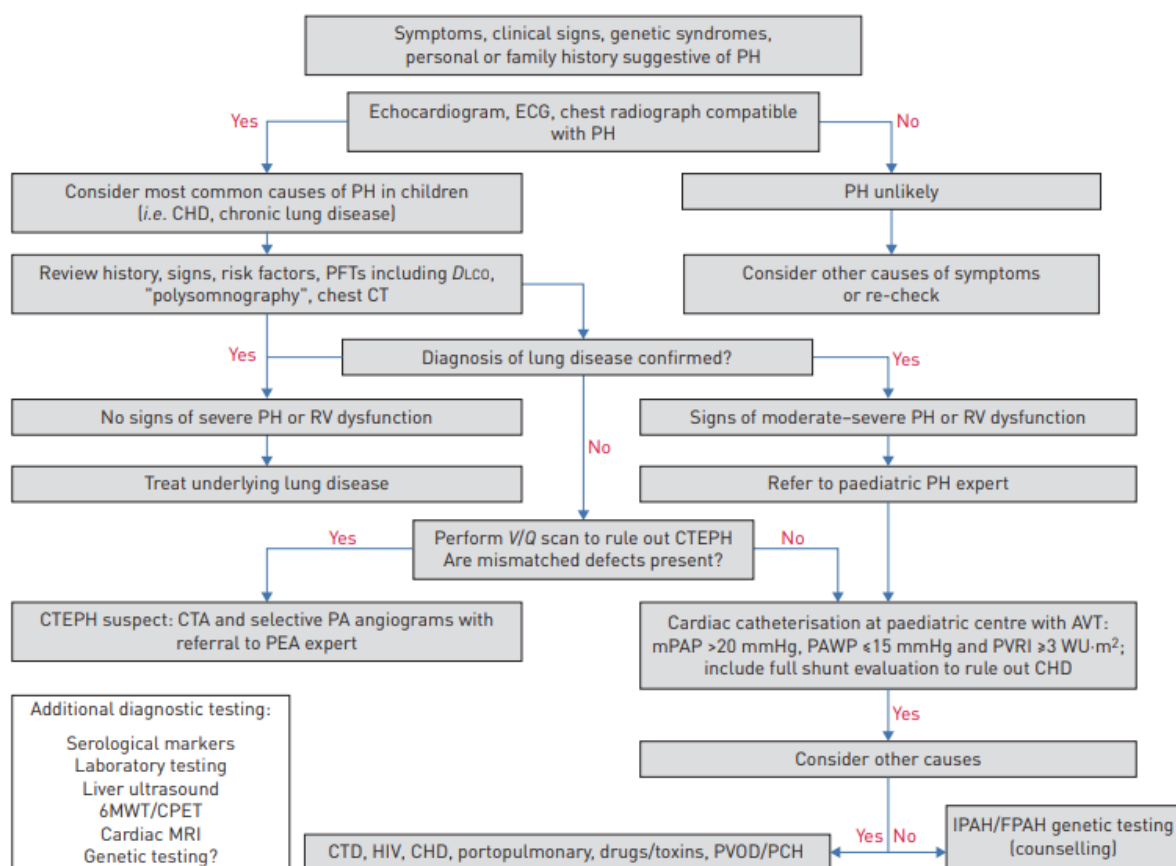 Symptoms, clinical signs, genetic syndromes,
personal or family history suggestive of PH
Echocardiogram, ECG, chest radiograph compatible
with PH
Yes
No
Consider most common causes of PH in children
(i.e. CHD, chronic lung disease)
PH unlikely
Review history, signs, risk factors, PFTs including DLCO,
"polysomnography", chest CT
Consider other causes of symptoms
or re-check
Yes
Diagnosis of lung disease confirmed?
Yes
No signs of severe PH or RV dysfunction
Signs of moderate–severe PH or RV dysfunction
No
Treat underlying lung disease
Refer to paediatric PH expert
Yes
Perform V/Q scan to rule out CTEPH
Are mismatched defects present?
No
CTEPH suspect: CTA and selective PA angiograms with
referral to PEA expert
Cardiac catheterisation at paediatric centre with AVT:
mPAP >20 mmHg, PAWP ≤15 mmHg and PVRI ≥3 WU·m²;
include full shunt evaluation to rule out CHD
Yes
Consider other causes
Additional diagnostic testing:
Serological markers
Laboratory testing
Liver ultrasound
6MWT/CPET
Cardiac MRI
Genetic testing?
CTD, HIV, CHD, portopulmonary, drugs/toxins, PVOD/PCH
Yes
No
IPAH/FPAH genetic testing
(counselling)